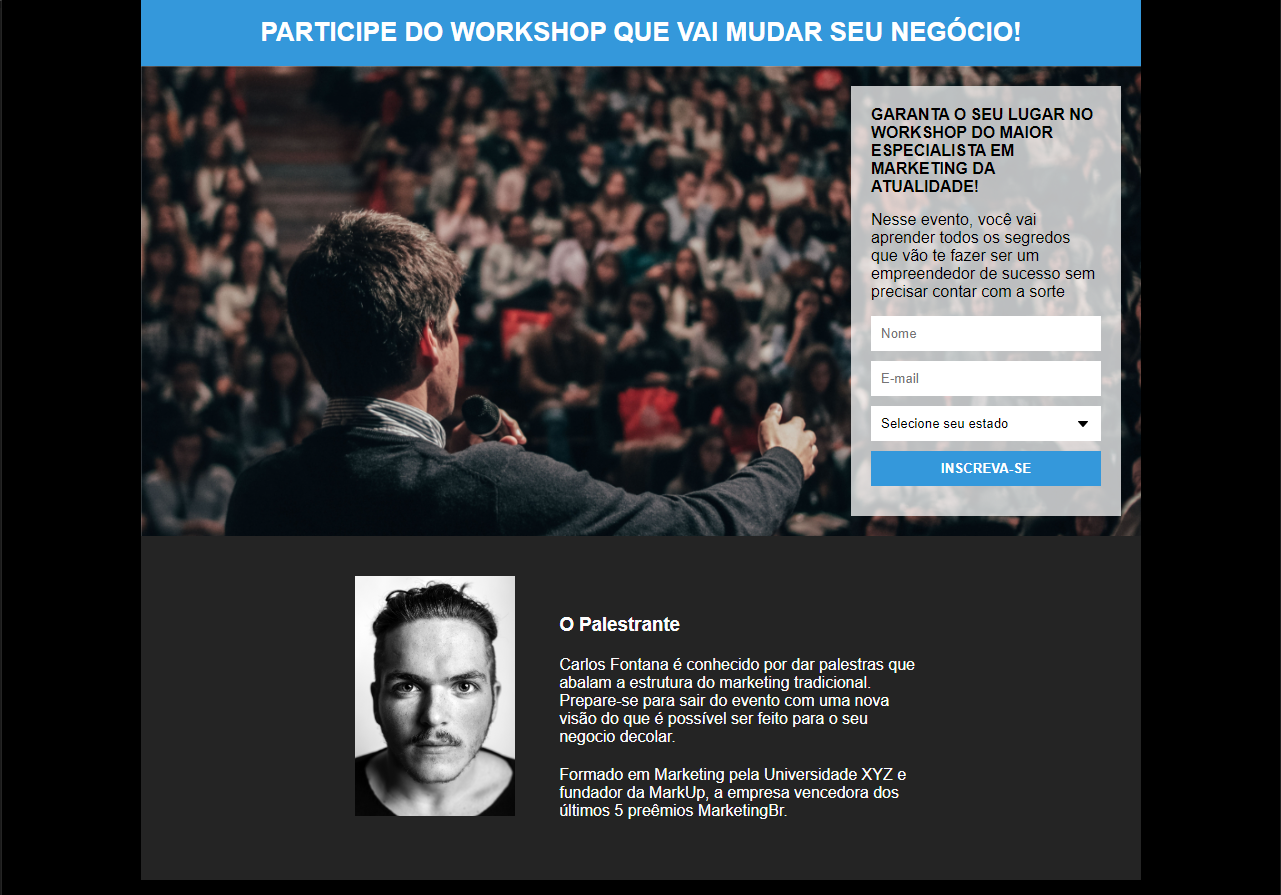 PARTICIPE DO WORKSHOP QUE VAI MUDAR SEU NEGÓCIO!
GARANTA O SEU LUGAR NO
WORKSHOP DO MAIOR
ESPECIALISTA EM
MARKETING DA
ATUALIDADE!
Nesse evento, você vai
aprender todos os segredos
que vão te fazer ser um
empreendedor de sucesso sem
precisar contar com a sorte
Nome
E-mail
Selecione seu estado
INSCREVA-SE
O Palestrante
Carlos Fontana é conhecido por dar palestras que
abalam a estrutura do marketing tradicional.
Prepare-se para sair do evento com uma nova
visão do que é possível ser feito para o seu
negocio decolar.
Formado em Marketing pela Universidade XYZ e
fundador da MarkUp, a empresa vencedora dos
últimos 5 preêmios MarketingBr.